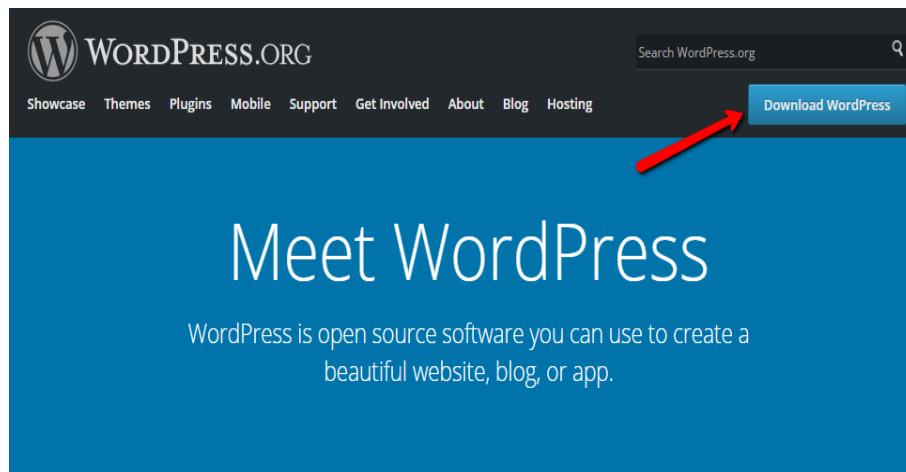 WORDPRESS.ORG
Search WordPress.org
Showcase Themes Plugins Mobile Support Get Involved About Blog Hosting
Download WordPress
Meet WordPress
WordPress is open source software you can use to create a
beautiful website, blog, or app.